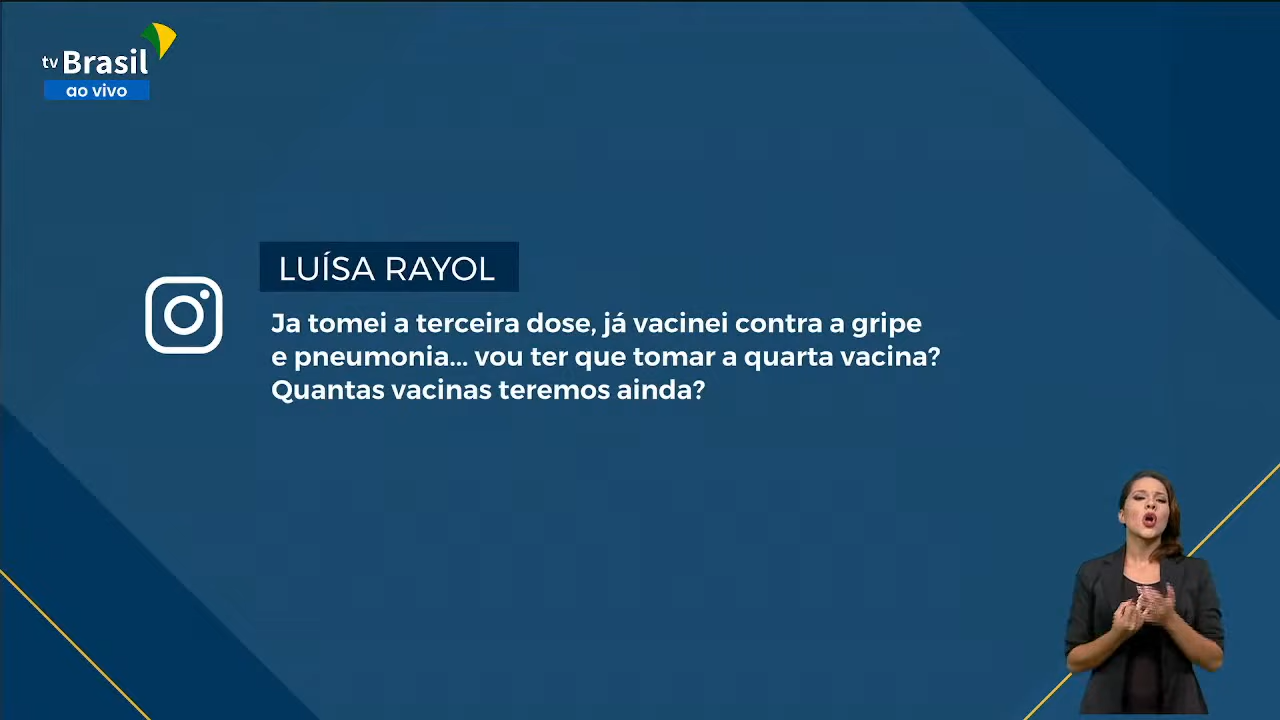 tv Brasil
ao vivo
LUÍSA RAYOL
Ja tomei a terceira dose, já vacinei contra a gripe
e pneumonia... vou ter que tomar a quarta vacina?
Quantas vacinas teremos ainda?